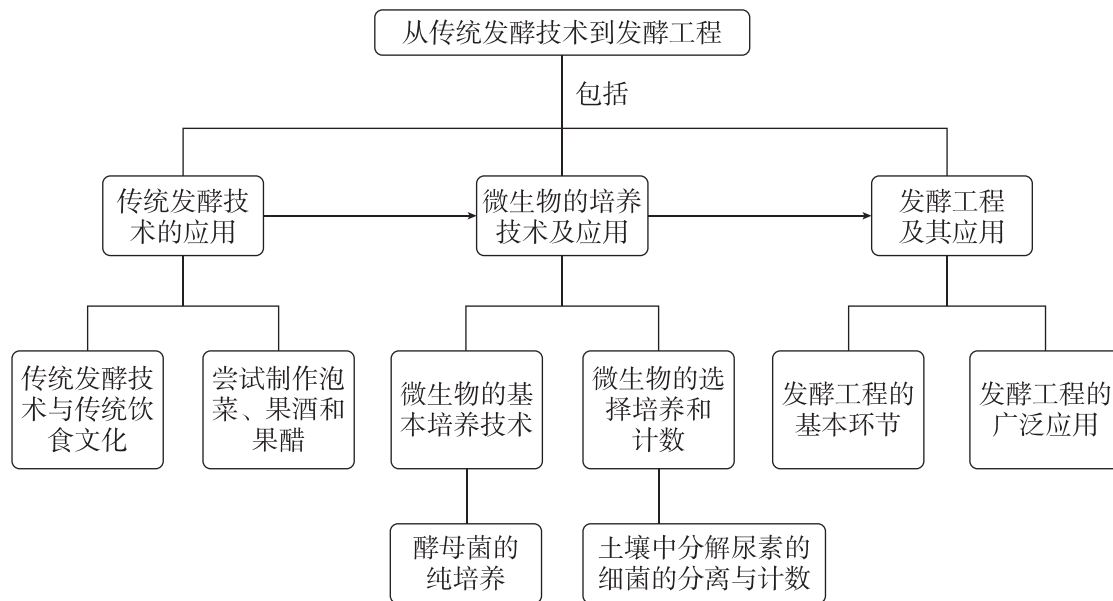 从传统发酵技术到发酵工程
包括
传统发酵技
术的应用
微生物的培养
技术及应用
发酵工程
及其应用
传统发酵技
术与传统饮
食文化
尝试制作泡
菜、果酒和
果醋
微生物的基
本培养技术
微生物的选
择培养和
计数
发酵工程的
基本环节
发酵工程的
广泛应用
酵母菌的
纯培养
土壤中分解尿素的
细菌的分离与计数